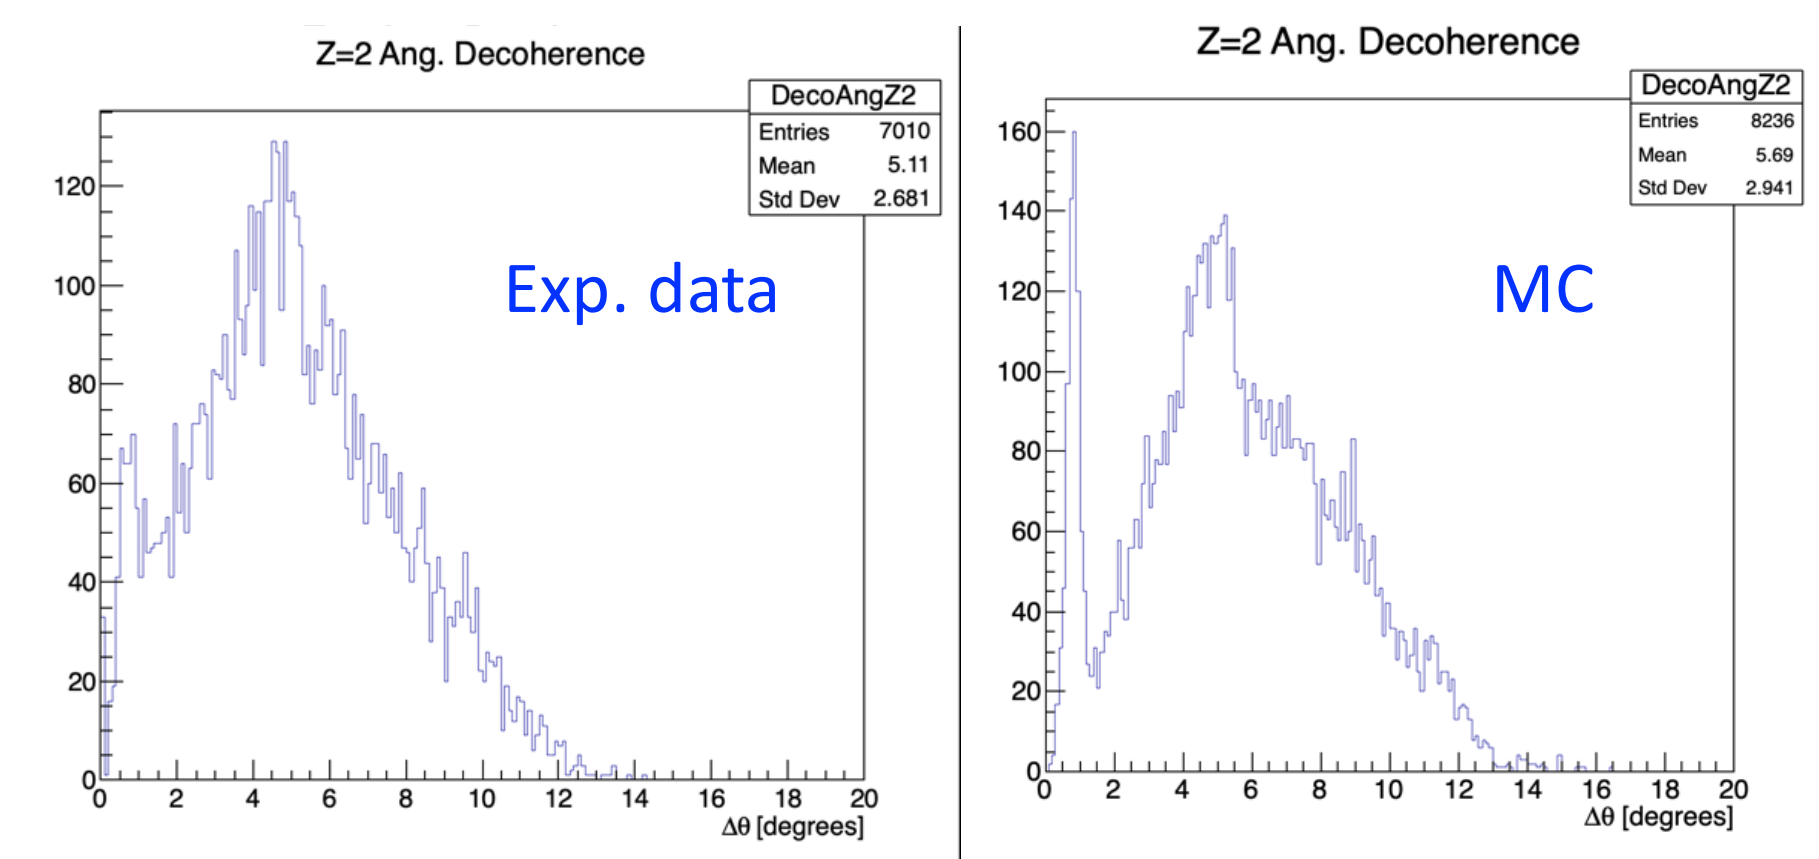 Z=2 Ang. Decoherence
DecoAngZ2
Entries 7010
Mean 5.11
Std Dev 2.681
Exp. data
120
100
80
60
40
20
0
0 2 4 6 8 10 12 14 16 18 20
Δθ [degrees]
Z=2 Ang. Decoherence
DecoAngZ2
Entries 8236
Mean 5.69
Std Dev 2.941
MC
160
140
120
100
80
60
40
20
0
0 2 4 6 8 10 12 14 16 18 20
Δθ [degrees]